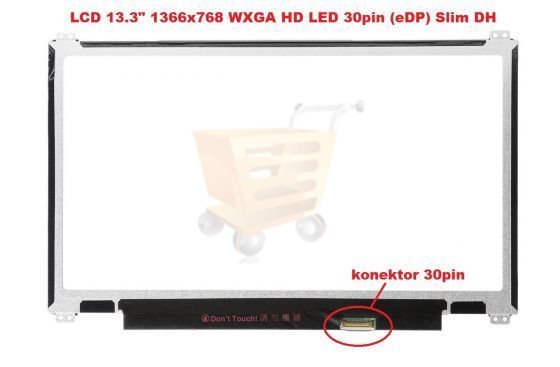 LCD 13.3" 1366x768 WXGA HD LED 30pin (eDP) Slim DH
konektor 30pin
Don't Touch! 請勿觸碰